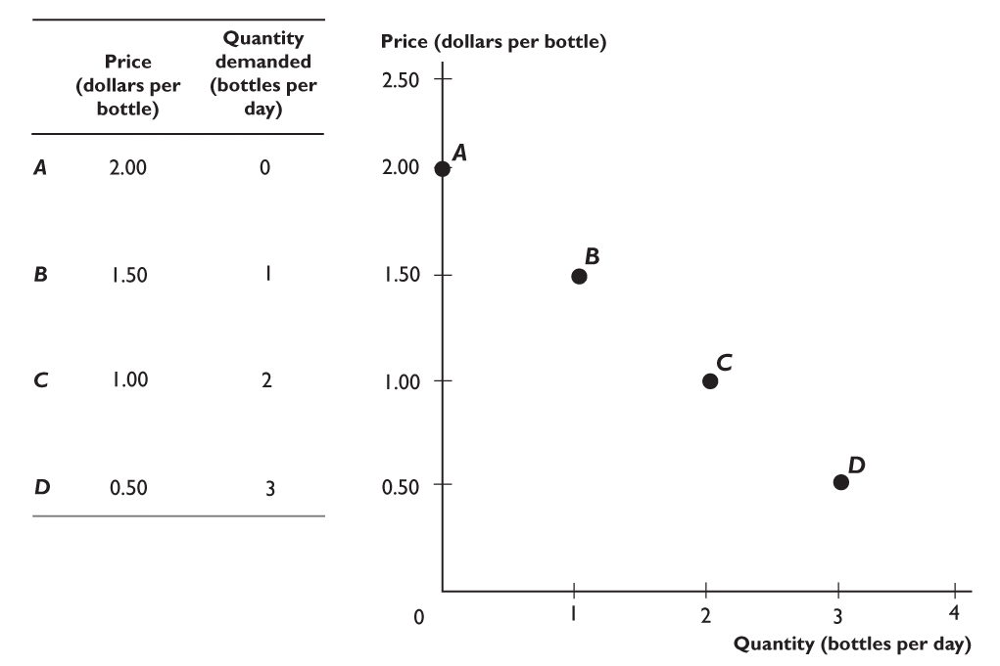 Price
(dollars per
bottle)
Quantity
demanded
(bottles per
day)
A 2.00 0
B 1.50 1
C 1.00 2
D 0.50 3
Price (dollars per bottle)
2.50
2.00
1.50
1.00
0.50
A
B
C
D
0 1 2 3 4
Quantity (bottles per day)